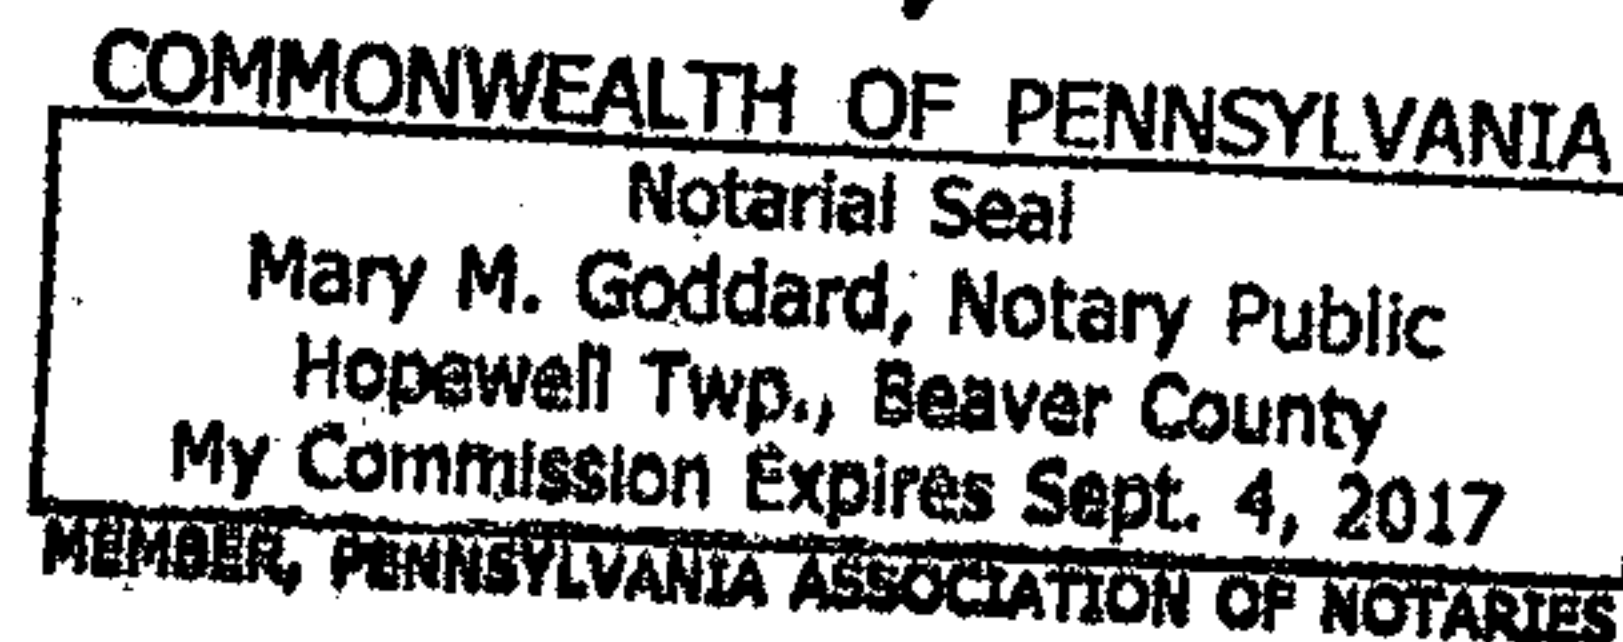 COMMONWEALTH OF PENNSYLVANIA
Notarial Seal
Mary M. Goddard, Notary Public
Hopewell Twp., Beaver County
My Commission Expires Sept. 4, 2017
MEMBER, PENNSYLVANIA ASSOCIATION OF NOTARIES